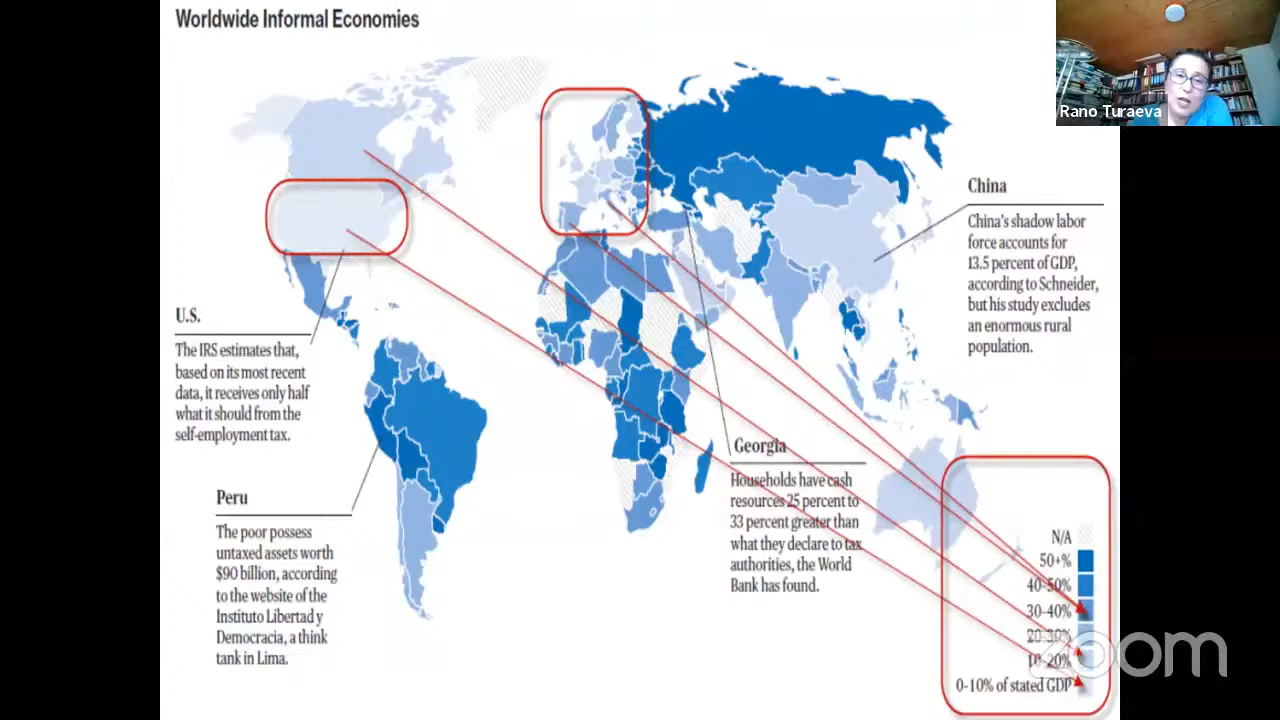 Worldwide Informal Economies
Rano Turaeva
China
China's shadow labor
force accounts for
13.5 percent of GDP,
according to Schneider,
but his study excludes
an enormous rural
population.
U.S.
The IRS estimates that,
based on its most recent
data, it receives only half
what it should from the
self-employment tax.
Peru
The poor possess
untaxed assets worth
$90 billion, according
to the website of the
Instituto Libertad y
Democracia, a think
tank in Lima.
Georgia
Households have cash
resources 25 percent to
33 percent greater than
what they declare to tax
authorities, the World
Bank has found.
N/A
50+%
40-50%
30-40%
20-30%
10-20%
0-10% of stated GDP
zoom